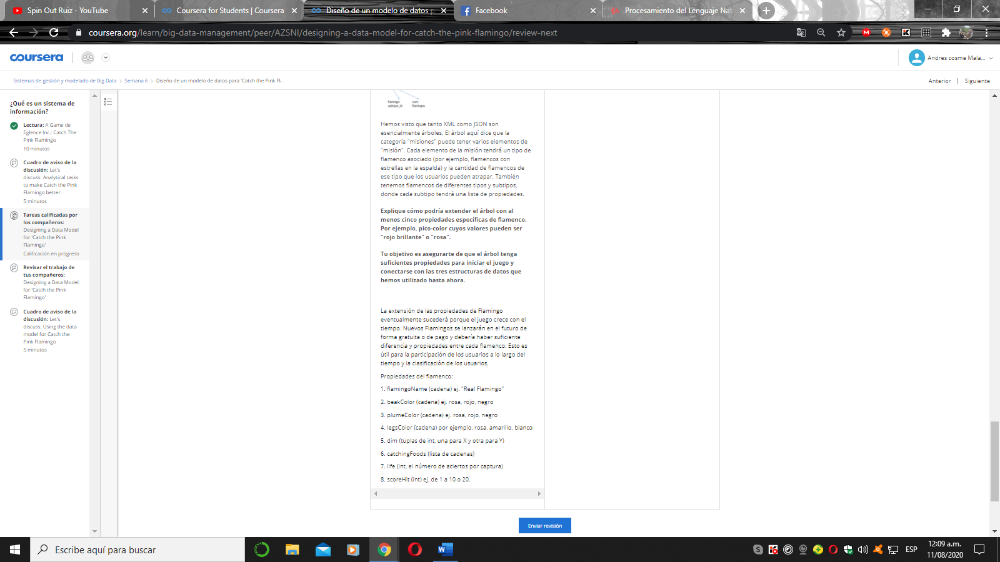 Spin Out Ruiz - YouTube
Coursera for Students | Coursera
Diseño de un modelo de datos p
Facebook
Procesamiento del Lenguaje Nat
coursera.org/learn/big-data-management/peer/AZSNI/designing-a-data-model-for-catch-the-pink-flamingo/review-next
coursera
Andres cosme Mala...
Sistemas de gestión y modelado de Big Data > Semana 6 > Diseño de un modelo de datos para 'Catch the Pink Fl
Anterior | Siguiente
¿Qué es un sistema de
información?
Lectura: A Game de
Eglence Inc.: Catch The
Pink Flamingo
10 minutos
Cuadro de aviso de la
discusión: Let's
discuss: Analytical tasks
to make Catch the Pink
Flamingo better
5 minutos
Tareas calificadas por
los compañeros:
Designing a Data Model
for 'Catch the Pink
Flamingo'
Calificación en progreso
Revisar el trabajo de
tus compañeros:
Designing a Data Model
for 'Catch the Pink
Flamingo'
Cuadro de aviso de la
discusión: Let's
discuss: Using the data
model for Catch the
Pink Flamingo
5 minutos
flamingo subtype_id
num flamingos
Hemos visto que tanto XML como JSON son
esencialmente árboles. El árbol aquí dice que la
categoría "misiones" puede tener varios elementos de
"misión". Cada elemento de la misión tendrá un tipo de
flamenco asociado (por ejemplo, flamencos con
estrellas en la espalda) y la cantidad de flamencos de
ese tipo que los usuarios pueden atrapar. También
tenemos flamencos de diferentes tipos y subtipos,
donde cada subtipo tendrá una lista de propiedades.
Explique cómo podría extender el árbol con al
menos cinco propiedades específicas de flamenco.
Por ejemplo, pico-color cuyos valores pueden ser
"rojo brillante" o "rosa".
Tu objetivo es asegurarte de que el árbol tenga
suficientes propiedades para iniciar el juego y
conectarse con las tres estructuras de datos que
hemos utilizado hasta ahora.
La extensión de las propiedades de Flamingo
eventualmente sucederá porque el juego crece con el
tiempo. Nuevos Flamingos se lanzarán en el futuro de
forma gratuita o de pago y debería haber suficiente
diferencia y propiedades entre cada flamenco. Esto es
útil para la participación de los usuarios a lo largo del
tiempo y la clasificación de los usuarios.
Propiedades del flamenco:
1. flamingoName (cadena) ej. "Real Flamingo"
2. beakColor (cadena) ej. rosa, rojo, negro
3. plumeColor (cadena) ej. rosa, rojo, negro
4. legsColor (cadena) por ejemplo, rosa, amarillo, blanco
5. dim (tuplas de int, una para X y otra para Y)
6. catchingFoods (lista de cadenas)
7. life (int, el número de aciertos por captura)
8. scoreHit (int) ej. de 1 a 10 o 20.
Enviar revisión
Escribe aquí para buscar
ESP
12:09 a.m.
11/08/2020